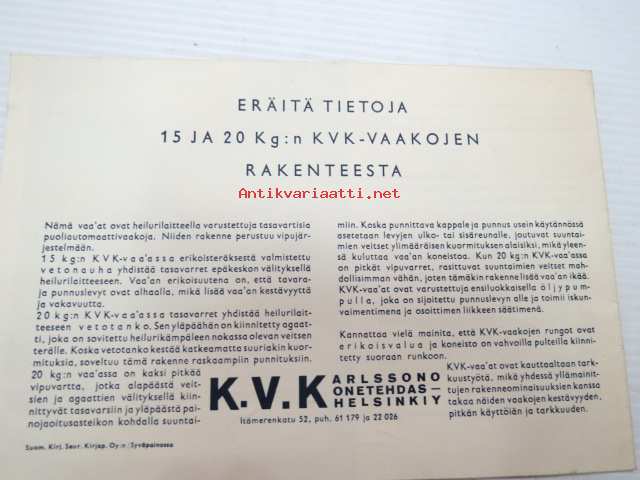 ERÄITÄ TIETOJA
15 JA 20 Kg:n KVK-VAAKOJEN
RAKENTEESTA
Antikvariaatti.net
Nämä vaa'at ovat heilurilaitteella varustettuja tasavartisia
puoliautomaattivaakoja. Niiden rakenne perustuu vipujär-
jestelmään.
15 kg:n KVK-vaa'assa erikoisteräksestä valmistettu
vetonauha yhdistää tasavarret epäkeskon välityksellä
heilurilaitteeseen. Vaa'an erikoisuutena on, että tavara-
ja punnuslevyt ovat alhaalla, mikä lisää vaa'an kestävyyttä
ja vakavuutta.
20 kg:n KVK-vaa'assa tasavarret yhdistää heilurilait-
teeseen vetotanko. Sen yläpäähän on kiinnitetty agaat-
ti, joka on sovitettu heilurikämpäleen nokassa olevan veitsen
terälle. Koska vetotanko kestää katkeamatta suuriakin kuor-
mituksia, soveltuu tämä rakenne raskaampiin punnituksiin.
20 kg:n vaa'assa on kaksi pitkää
vipuvartta, jotka alapäästä veit-
sien ja agaattien välityksellä kiin-
nittyvät tasavarsiin ja yläpäästä pai-
nojaoitusasteikon kohdalla suuntai-
miin. Koska punnittava kappale ja punnus usein käytännössä
asetetaan levyjen ulko- tai sisäreunalle, joutuvat suuntai-
mien veitset ylimääräisen kuormituksen alaisiksi, mikä yleen-
sä kuluttaa vaa'an koneistoa. Kun 20 kg:n KVK-vaa'assa
on pitkät vipuvarret, rasittuvat suuntaimien veitset mahdol-
lisimman vähän, joten tämäkin rakenne lisää vaa'an ikää.
KVK-vaa'at ovat varustettuja ensiluokkaisella öljypum-
pulla, joka on sijoitettu punnuslevyn alle ja toimii iskun-
vaimentimena ja osoittimen liikkeen säätimenä.
Kannattaa vielä mainita, että KVK-vaakojen rungot ovat
erikoisvalua ja koneisto on vahvoilla pulteilla kiinni-
tetty suoraan runkoon.
KVK-vaa'at ovat kauttaaltaan tark-
kuustyötä, mikä yhdessä yllämainit-
tujen rakenneominaisuuksien kanssa
takaa näiden vaakojen kestävyyden,
pitkän käyttöiän ja tarkkuuden.
K.V.K ARLSSON O
ONETEHDAS—
HELSINKI Y
Itämerenkatu 52, puh. 61 179 ja 22 026
Suom. Kirj. Seur. Kirjap. Oy:n Syväpainossa